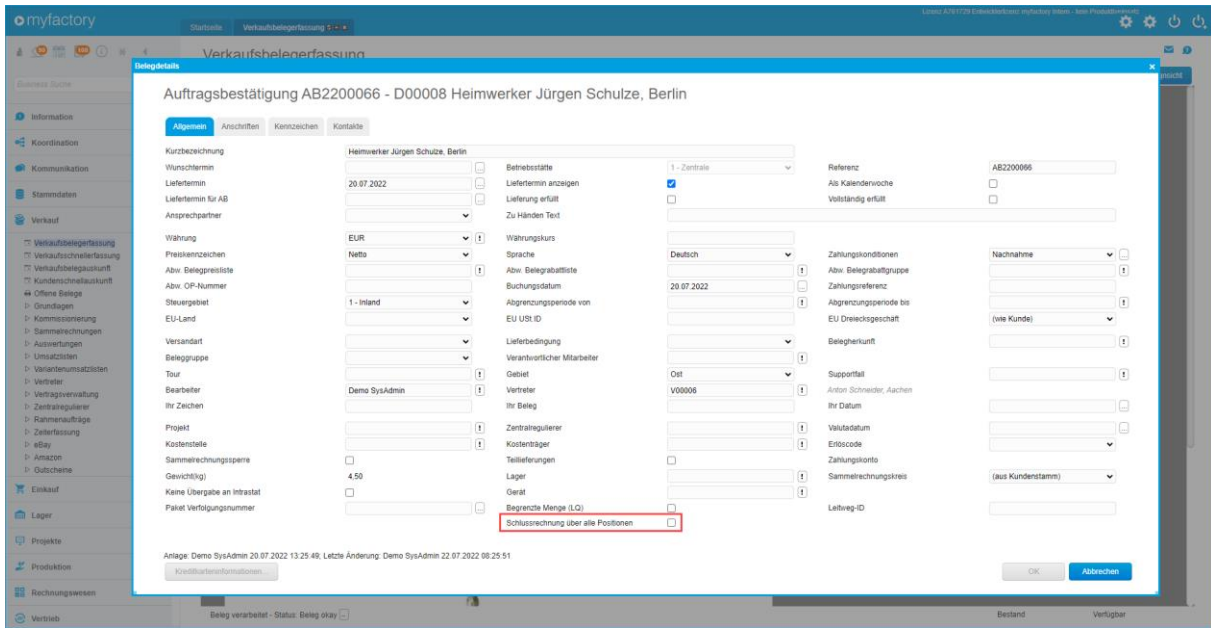 myfactory
Startseite
Verkaufsbelegerfassung
Verkaufsbelegerfassung
Business Suche
Information
Koordination
Kommunikation
Stammdaten
Verkauf
Verkaufsbelegerfassung
Verkaufsschnellerfassung
Verkaufsbelegauskunft
Kundenschnellauskunft
Offene Belege
Grundlagen
Kommissionierung
Sammelrechnungen
Auswertungen
Umsatzlisten
Variantenumsatzlisten
Vertreter
Vertragsverwaltung
Zentralregulierer
Rahmenaufträge
Zeiterfassung
eBay
Amazon
Gutscheine
Einkauf
Lager
Projekte
Produktion
Rechnungswesen
Vertrieb
Belegdetails
Auftragsbestätigung AB2200066 - D00008 Heimwerker Jürgen Schulze, Berlin
Allgemein Anschriften Kennzeichen Kontakte
Kurzbezeichnung Heimwerker Jürgen Schulze, Berlin
Wunschtermin Betriebsstätte 1 - Zentrale Referenz AB2200066
Liefertermin 20.07.2022 Liefertermin anzeigen Als Kalenderwoche
Liefertermin für AB Lieferung erfüllt Vollständig erfüllt
Ansprechpartner Zu Händen Text
Währung EUR Währungskurs
Preiskennzeichen Netto Sprache Deutsch Zahlungskonditionen Nachnahme
Abw. Belegpreisliste Abw. Belegrabattliste Abw. Belegrabattgruppe
Abw. OP-Nummer Buchungsdatum 20.07.2022 Zahlungsreferenz
Steuergebiet 1 - Inland Abgrenzungsperiode von Abgrenzungsperiode bis
EU-Land EU USt.ID EU Dreiecksgeschäft (wie Kunde)
Versandart Lieferbedingung Belegherkunft
Beleggruppe Verantwortlicher Mitarbeiter
Tour Gebiet Ost Supportfall
Bearbeiter Demo SysAdmin Vertreter V00006 Anton Schneider, Aachen
Ihr Zeichen Ihr Beleg Ihr Datum
Projekt Zentralregulierer Valutadatum
Kostenstelle Kostenträger Erlöscode
Sammelrechnungssperre Teillieferungen Zahlungskonto
Gewicht(kg) 4,50 Lager Sammelrechnungskreis (aus Kundenstamm)
Keine Übergabe an Intrastat Gerät
Paket Verfolgungsnummer Begrenzte Menge (LQ) Leitweg-ID
Schlussrechnung über alle Positionen
Anlage: Demo SysAdmin 20.07.2022 13:25:49; Letzte Änderung: Demo SysAdmin 22.07.2022 08:25:51
Kreditkarteninformationen... OK Abbrechen
Beleg verarbeitet - Status: Beleg okay Bestand Verfügbar